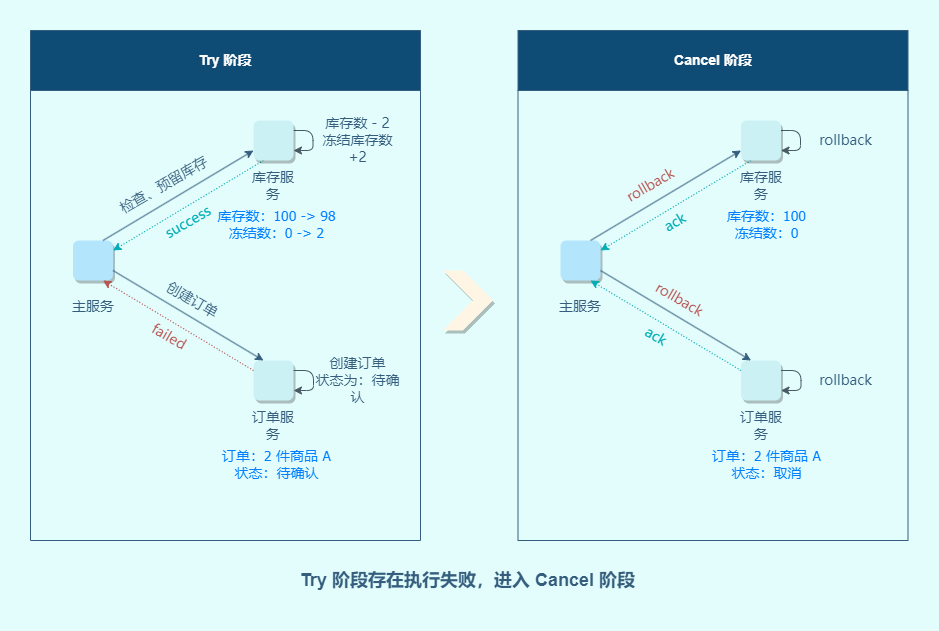 Try 阶段
库存数 - 2
冻结库存数
+2
检查、预留库存
success
库存服
务
库存数：100 -> 98
冻结数：0 -> 2
主服务
创建订单
failed
创建订单
状态为：待确
认
订单服
务
订单：2 件商品 A
状态：待确认
Cancel 阶段
rollback
rollback
ack
库存服
务
库存数：100
冻结数：0
主服务
rollback
ack
rollback
订单服
务
订单：2 件商品 A
状态：取消
Try 阶段存在执行失败，进入 Cancel 阶段